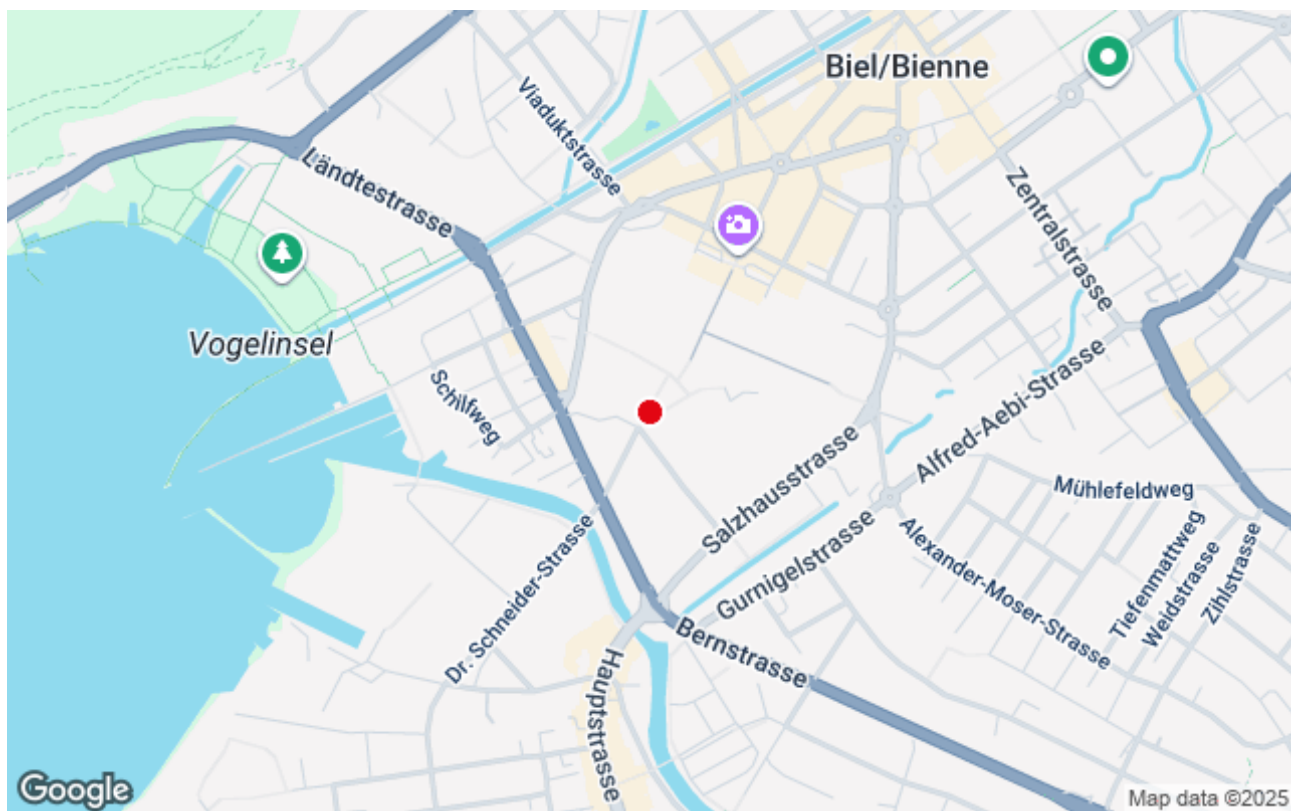 Biel/Bienne
Viaduktstrasse
Ländtestrasse
Zentralstrasse
Vogelinsel
Schilfweg
Alfred-Aebi-Strasse
Salzhausstrasse
Mühlefeldweg
Gurnigelstrasse
Alexander-Moser-Strasse
Tiefenmattweg
Weidstrasse
Zihlstrasse
Dr. Schneider-Strasse
Bernstrasse
Hauptstrasse
Google
Map data ©2025